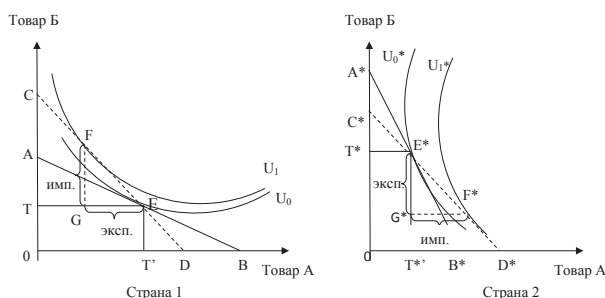 Товар Б
C
F
A
U₁
имп.
E
U₀
T
G
эксп.
0
T’
D
B
Товар А
Страна 1
Товар Б
U₀*
A*
U₁*
C*
T*
E*
эксп.
F*
G*
имп.
0
T*’
B*
D*
Товар А
Страна 2